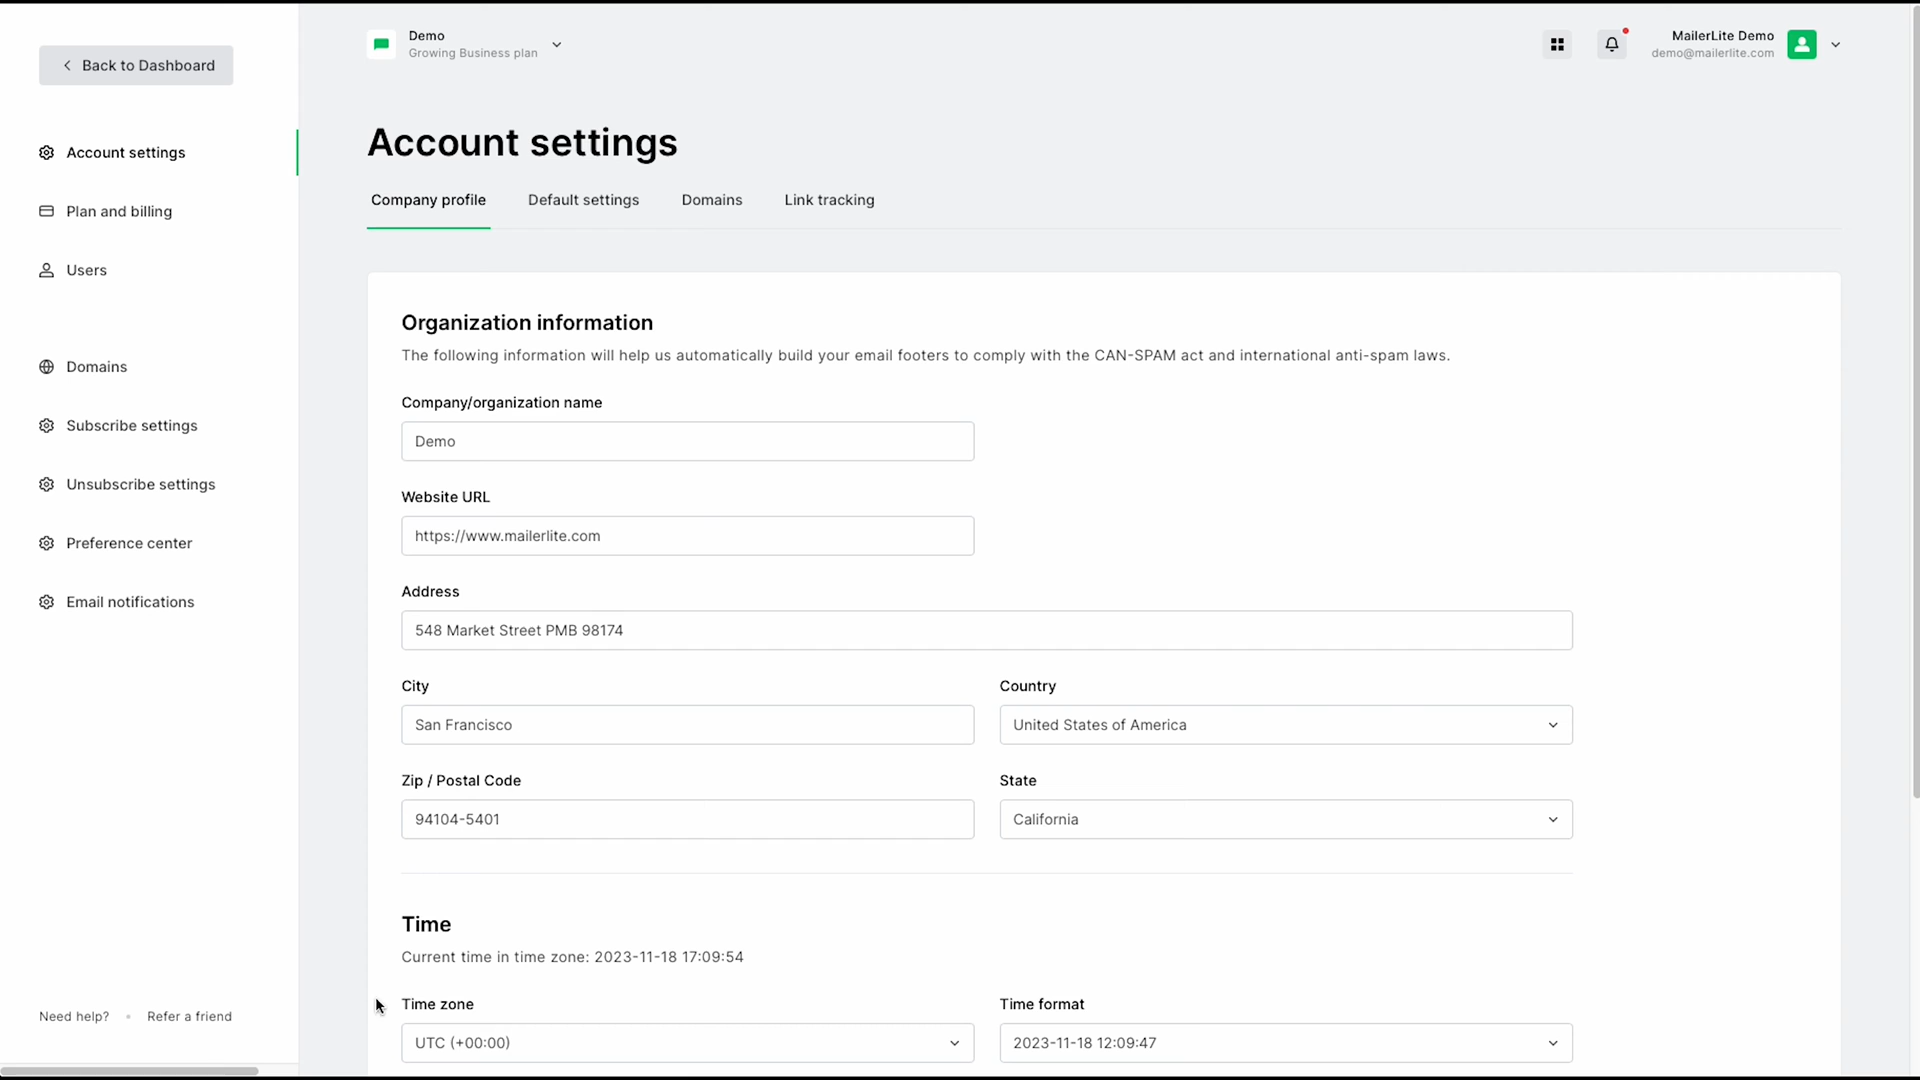 Back to Dashboard
Account settings
Plan and billing
Users
Domains
Subscribe settings
Unsubscribe settings
Preference center
Email notifications
Need help?
Refer a friend
Demo
Growing Business plan
MailerLite Demo
demo@mailerlite.com
Account settings
Company profile
Default settings
Domains
Link tracking
Organization information
The following information will help us automatically build your email footers to comply with the CAN-SPAM act and international anti-spam laws.
Company/organization name
Demo
Website URL
https://www.mailerlite.com
Address
548 Market Street PMB 98174
City
San Francisco
Country
United States of America
Zip / Postal Code
94104-5401
State
California
Time
Current time in time zone: 2023-11-18 17:09:54
Time zone
UTC (+00:00)
Time format
2023-11-18 12:09:47